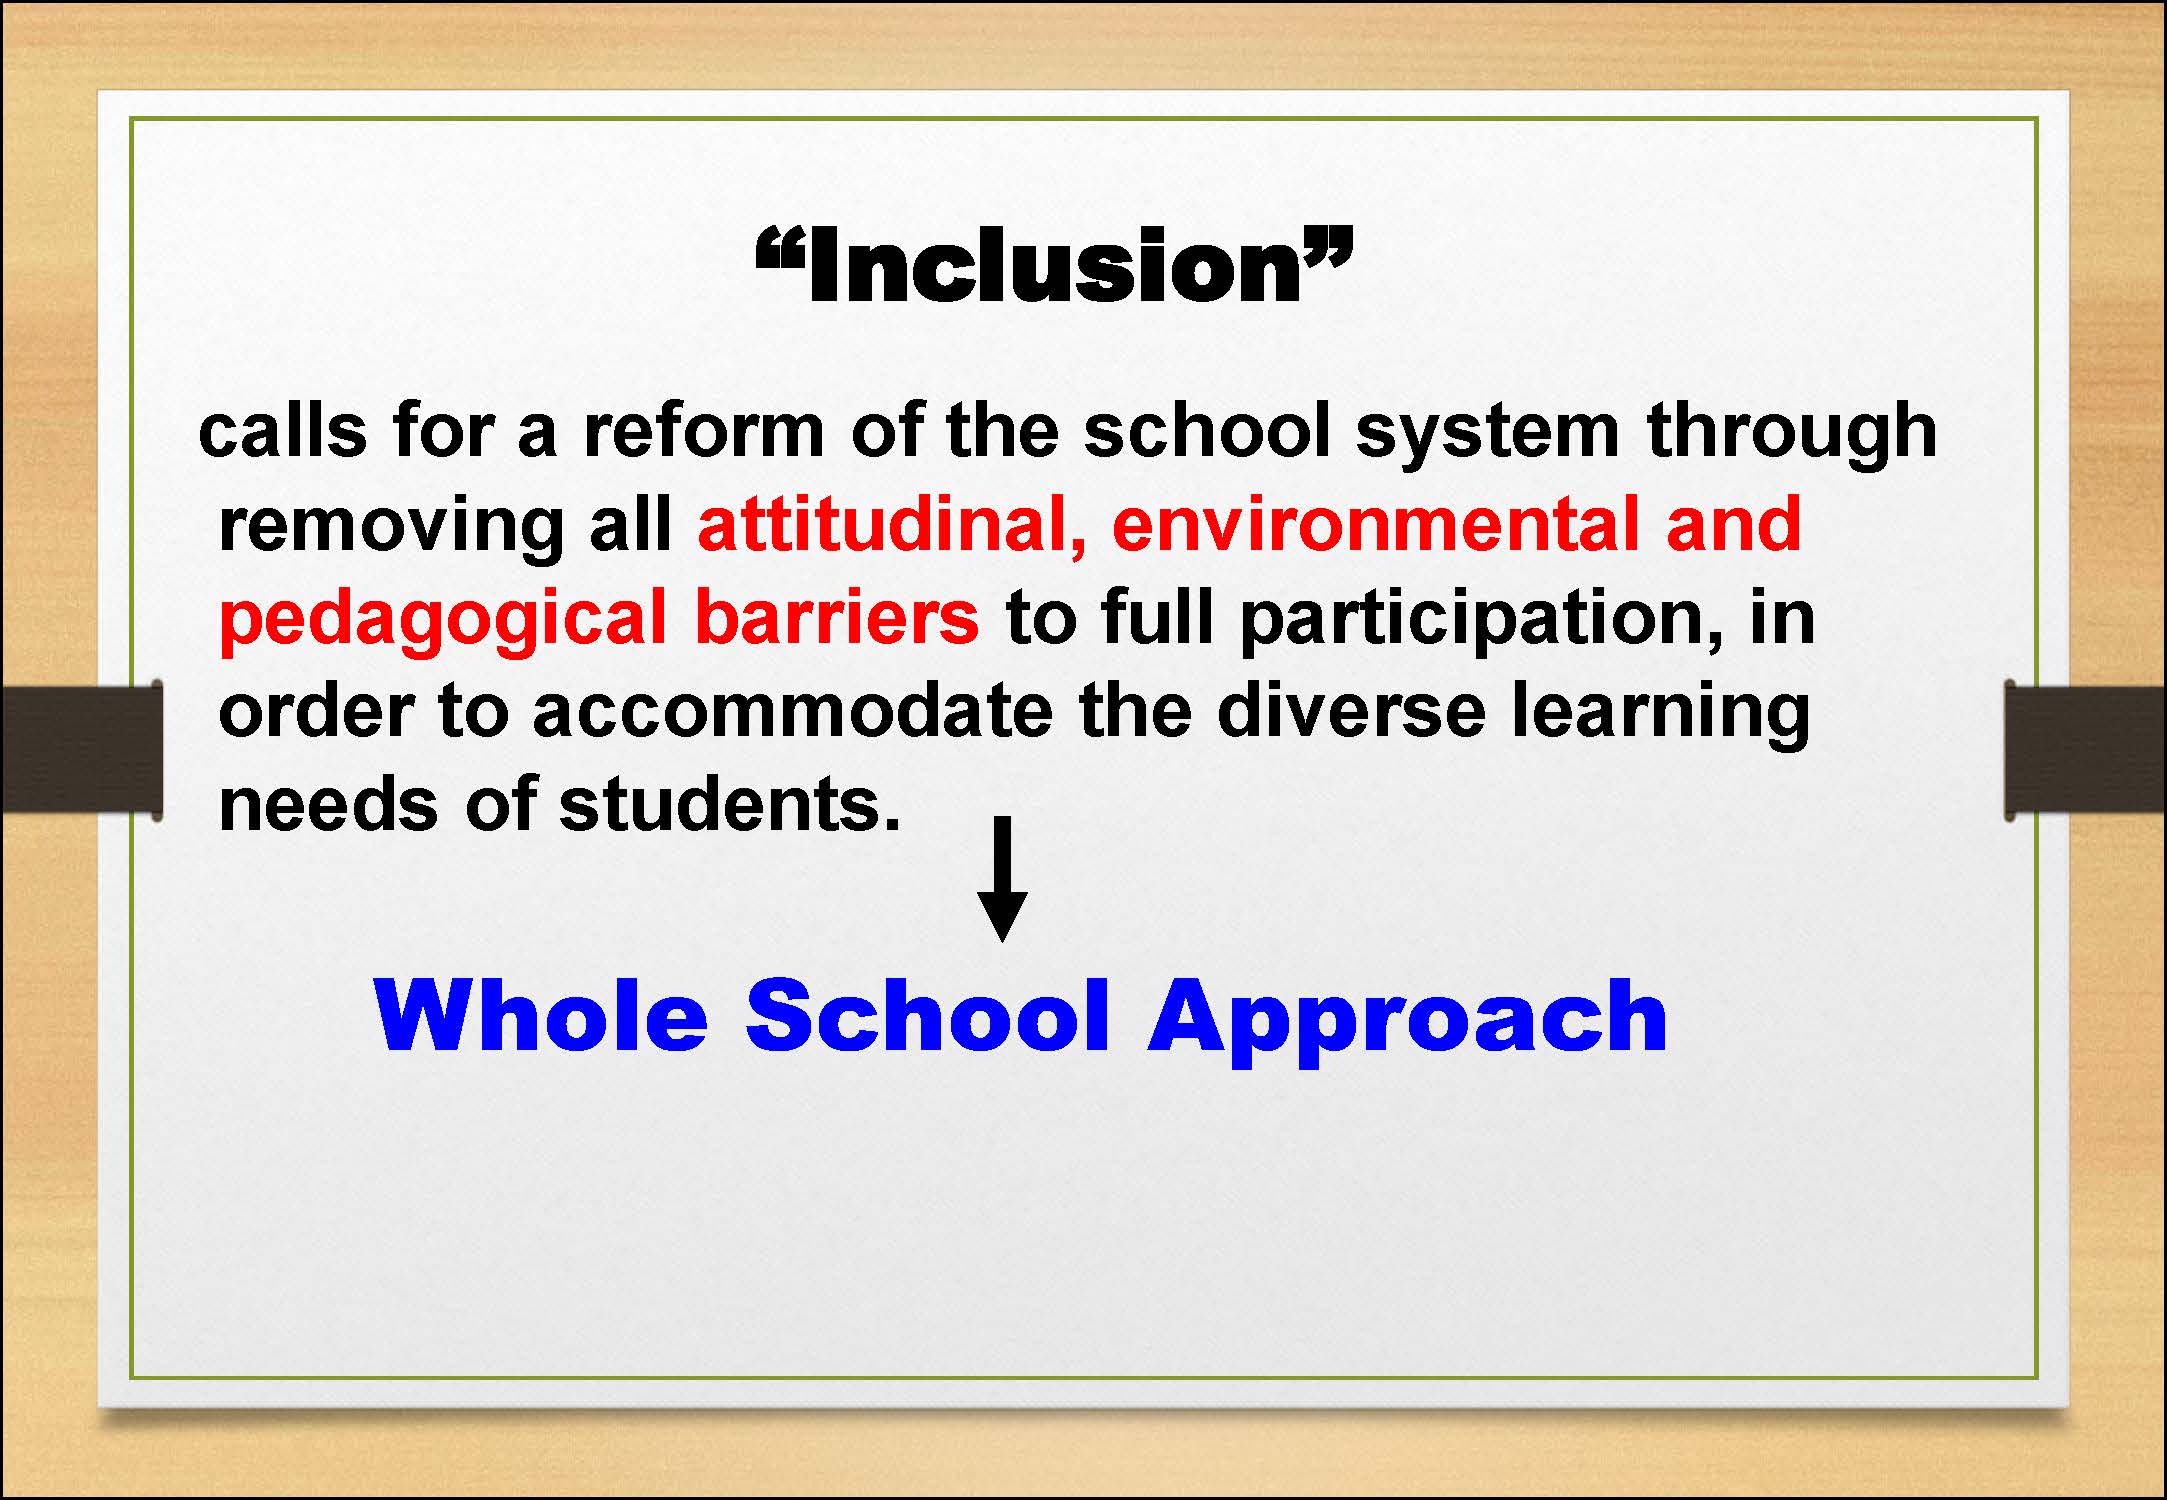 “Inclusion”
calls for a reform of the school system through
removing all attitudinal, environmental and
pedagogical barriers to full participation, in
order to accommodate the diverse learning
needs of students.
Whole School Approach